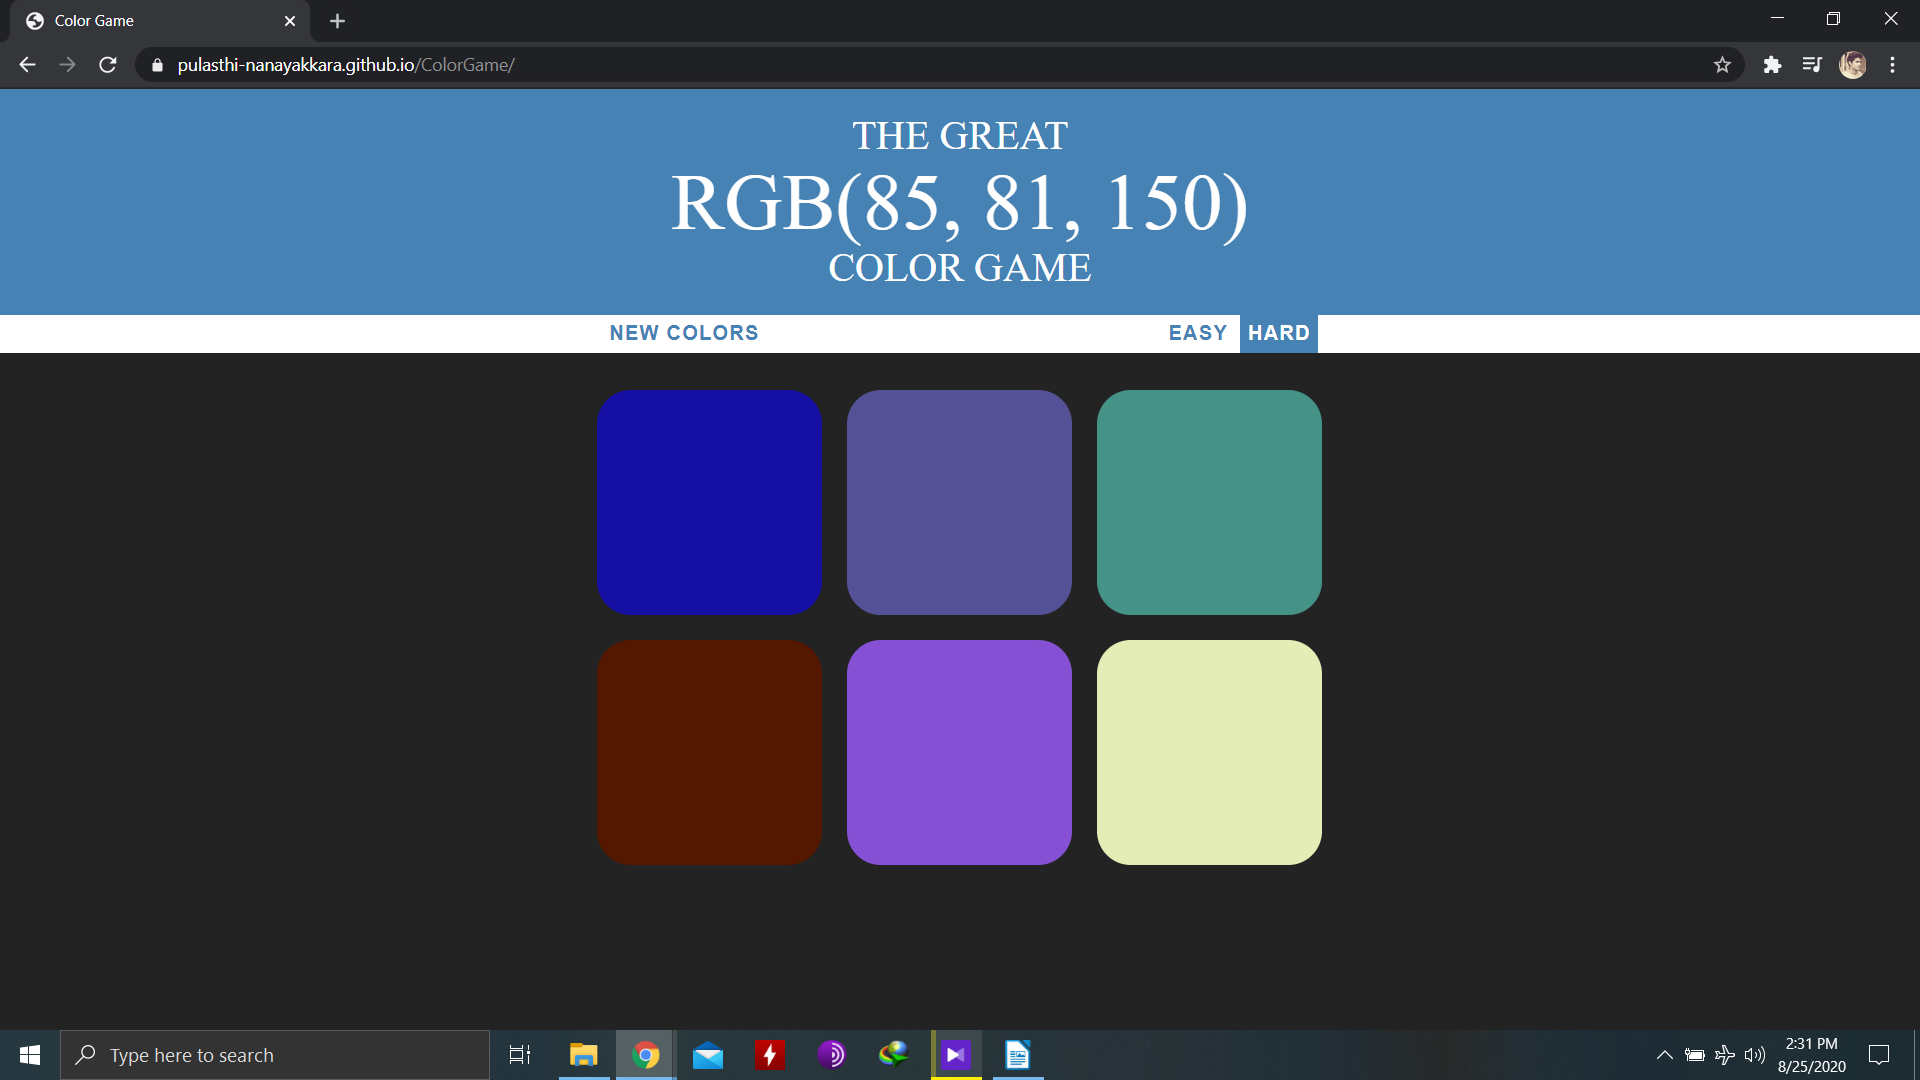 Color Game
pulasthi-nanayakkara.github.io/ColorGame/
THE GREAT
RGB(85, 81, 150)
COLOR GAME
NEW COLORS EASY HARD
Type here to search
2:31 PM
8/25/2020